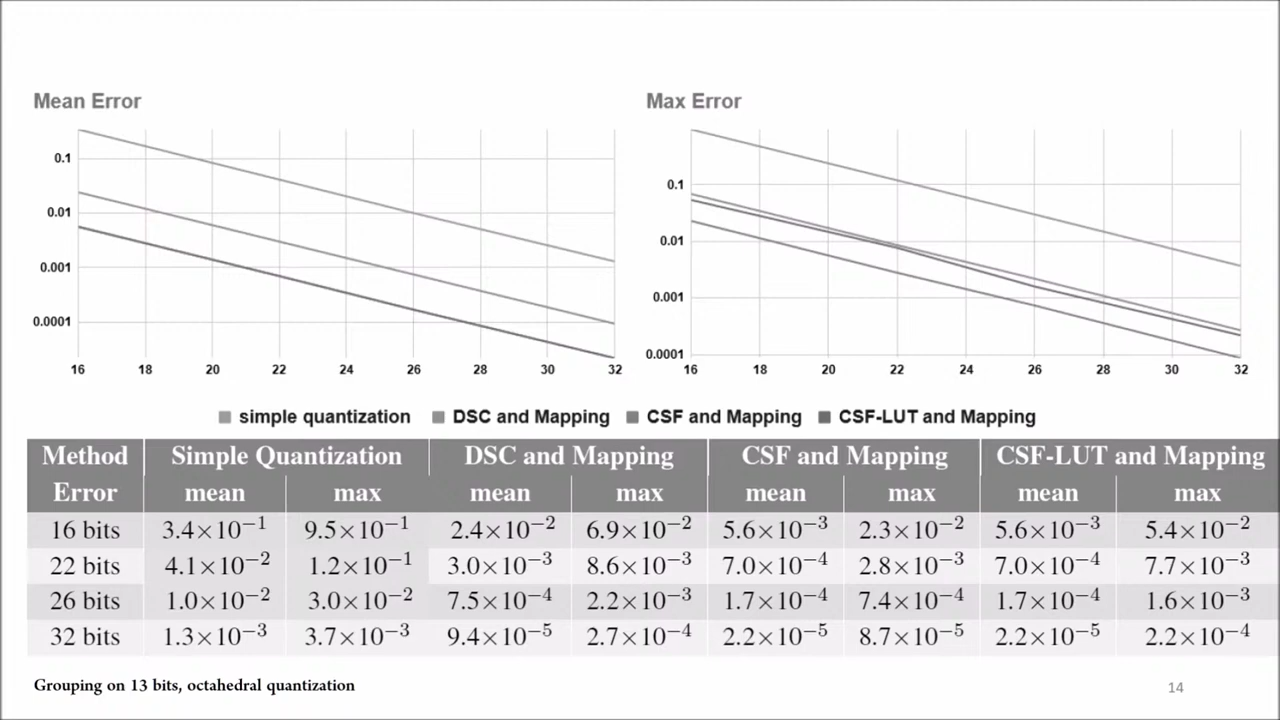 Mean Error
Max Error
0.1
0.01
0.001
0.0001
16 18 20 22 24 26 28 30 32
0.1
0.01
0.001
0.0001
16 18 20 22 24 26 28 30 32
simple quantization DSC and Mapping CSF and Mapping CSF-LUT and Mapping
Method Simple Quantization DSC and Mapping CSF and Mapping CSF-LUT and Mapping
Error mean max mean max mean max mean max
16 bits 3.4×10⁻¹ 9.5×10⁻¹ 2.4×10⁻² 6.9×10⁻² 5.6×10⁻³ 2.3×10⁻² 5.6×10⁻³ 5.4×10⁻²
22 bits 4.1×10⁻² 1.2×10⁻¹ 3.0×10⁻³ 8.6×10⁻³ 7.0×10⁻⁴ 2.8×10⁻³ 7.0×10⁻⁴ 7.7×10⁻³
26 bits 1.0×10⁻² 3.0×10⁻² 7.5×10⁻⁴ 2.2×10⁻³ 1.7×10⁻⁴ 7.4×10⁻⁴ 1.7×10⁻⁴ 1.6×10⁻³
32 bits 1.3×10⁻³ 3.7×10⁻³ 9.4×10⁻⁵ 2.7×10⁻⁴ 2.2×10⁻⁵ 8.7×10⁻⁵ 2.2×10⁻⁵ 2.2×10⁻⁴
Grouping on 13 bits, octahedral quantization
14